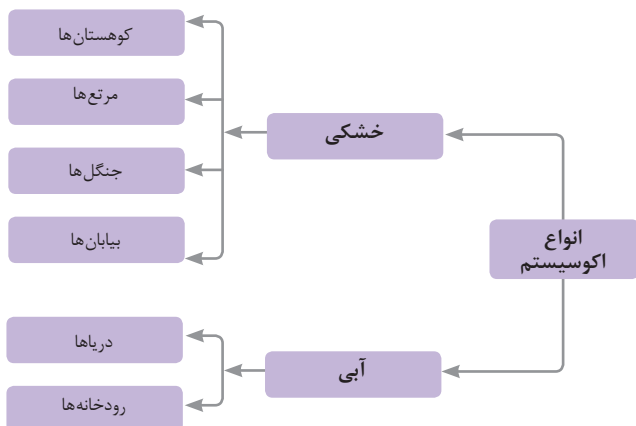 انواع
اکوسیستم
خشکی
کوهستان‌ها
مرتع‌ها
جنگل‌ها
بیابان‌ها
آبی
دریاها
رودخانه‌ها